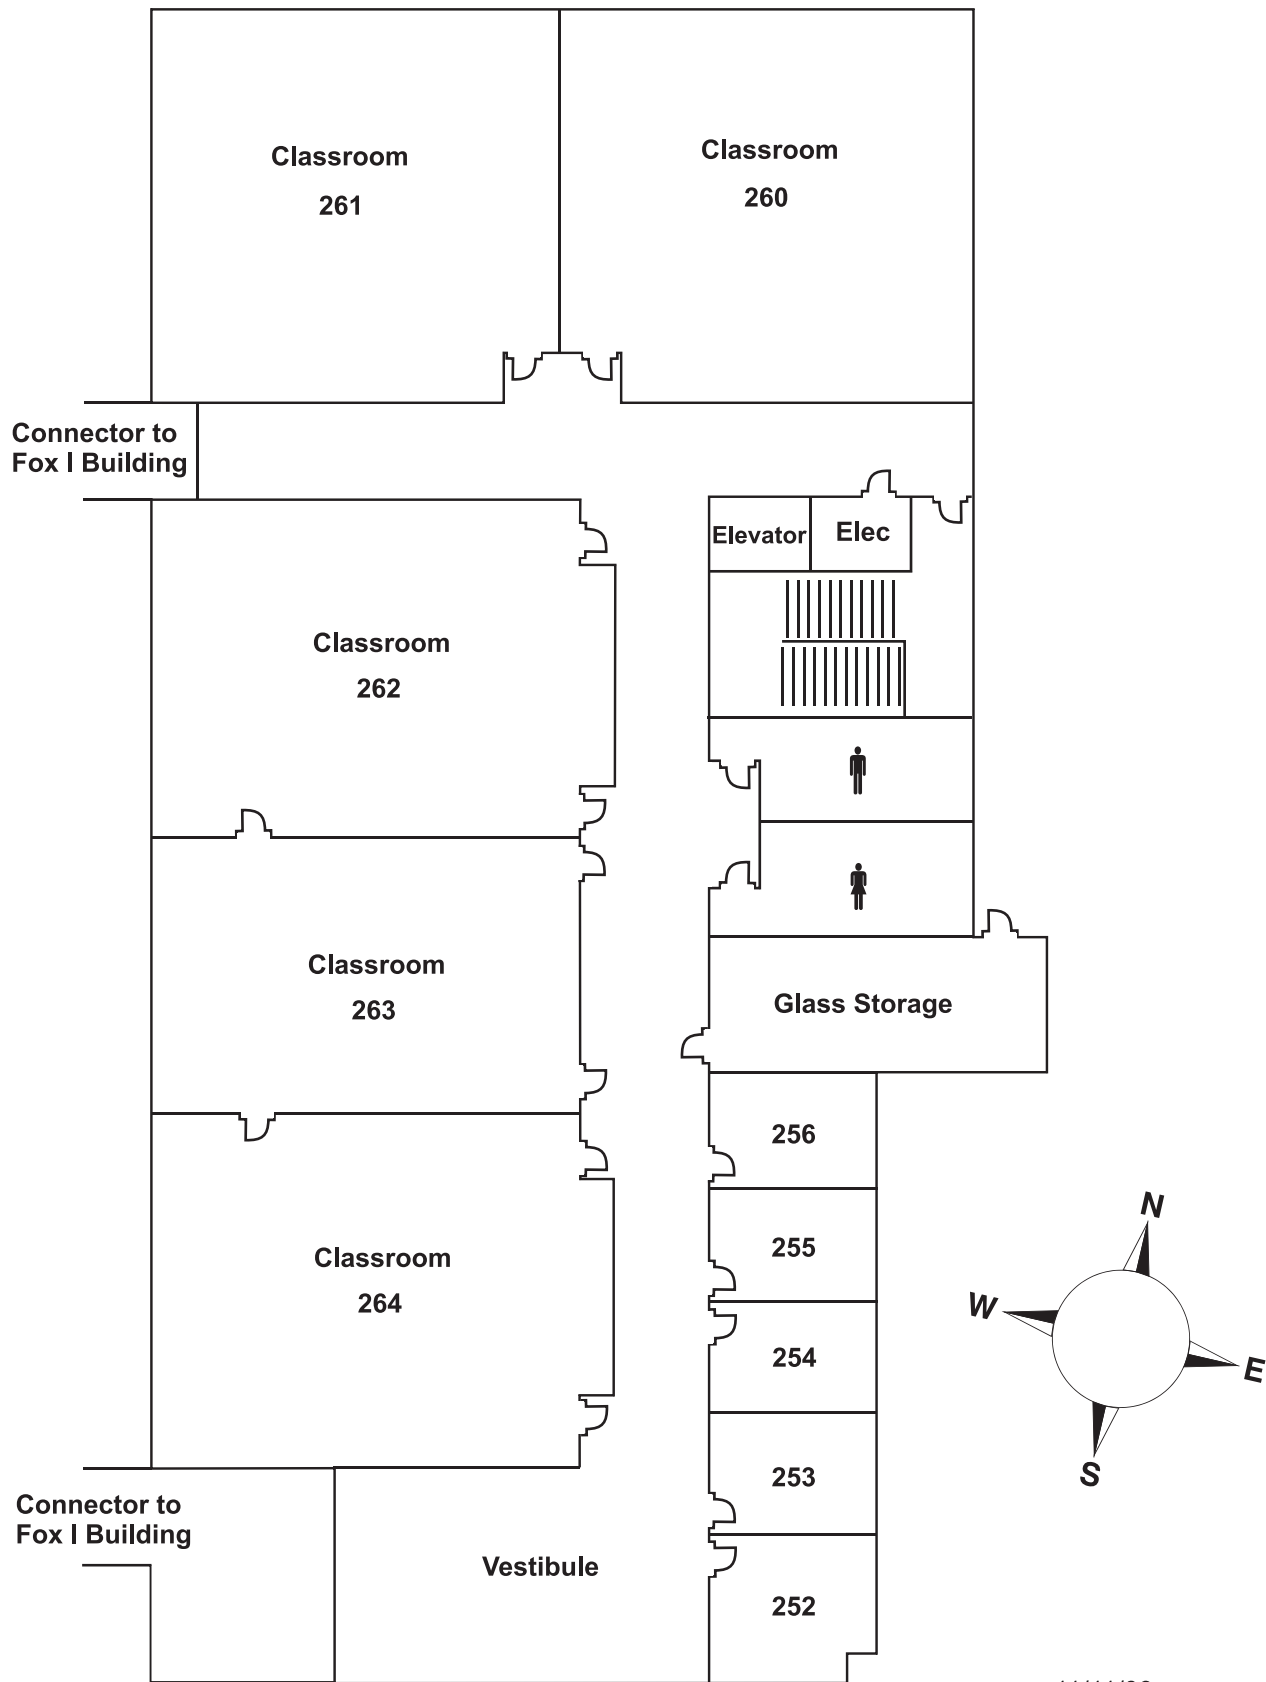 Classroom
261
Classroom
260
Connector to
Fox I Building
Elevator
Elec
Classroom
262
Classroom
263
Glass Storage
256
255
Classroom
264
254
253
252
Connector to
Fox I Building
Vestibule
N
W
E
S